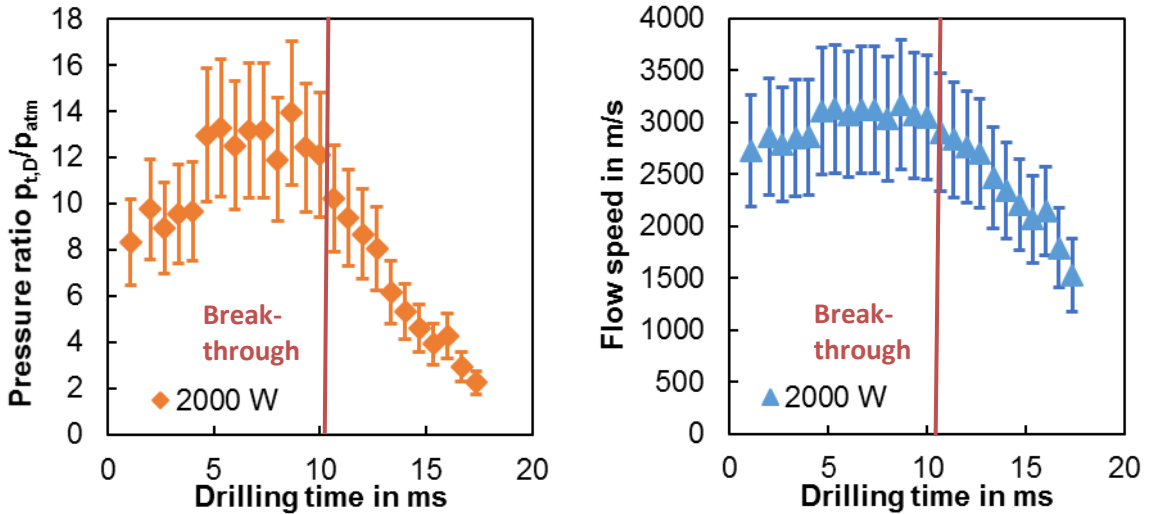 Pressure ratio pt,D/patm
18
16
14
12
10
8
6
4
2
0
Break-
through
2000 W
0 5 10 15 20
Drilling time in ms
Flow speed in m/s
4000
3500
3000
2500
2000
1500
1000
500
0
Break-
through
2000 W
0 5 10 15 20
Drilling time in ms